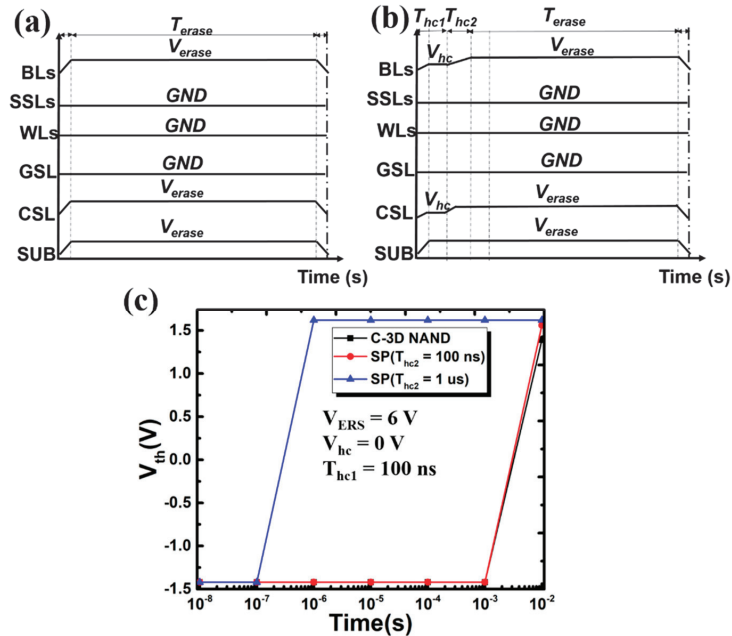 (a)
T_erase
V_erase
BLs
SSLs GND
WLs GND
GSL GND
V_erase
CSL
V_erase
SUB
Time (s)
(b)
T_hc1 T_hc2 T_erase
V_hc V_erase
BLs
SSLs GND
WLs GND
GSL GND
V_hc V_erase
CSL
V_erase
SUB
Time (s)
(c)
1.5
1.0
0.5
0.0
-0.5
-1.0
-1.5
V_th(V)
C-3D NAND
SP(T_hc2 = 100 ns)
SP(T_hc2 = 1 us)
V_ERS = 6 V
V_hc = 0 V
T_hc1 = 100 ns
10^-8 10^-7 10^-6 10^-5 10^-4 10^-3 10^-2
Time(s)